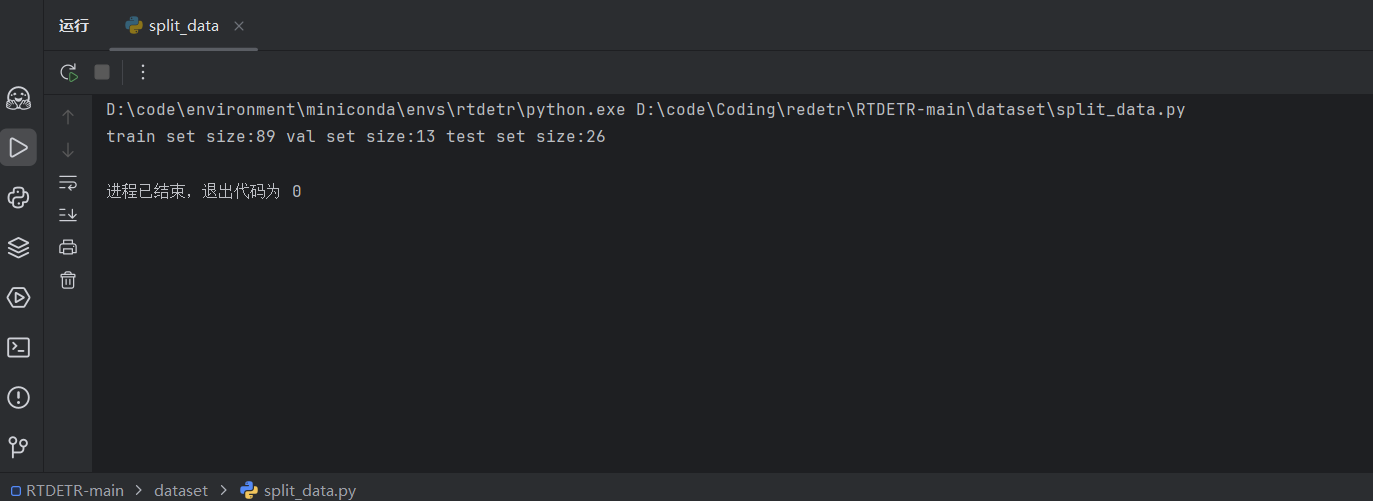 运行 split_data
D:\code\environment\miniconda\envs\rtdetr\python.exe D:\code\Coding\redetr\RTDETR-main\dataset\split_data.py
train set size:89 val set size:13 test set size:26
进程已结束，退出代码为 0
RTDETR-main > dataset > split_data.py